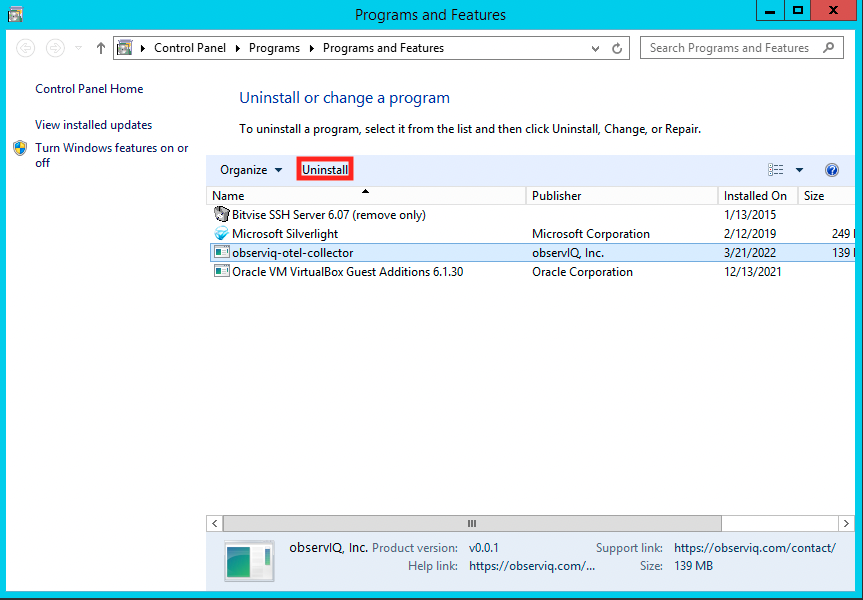 Programs and Features
Control Panel Programs Programs and Features
Search Programs and Features
Control Panel Home
View installed updates
Turn Windows features on or
off
Uninstall or change a program
To uninstall a program, select it from the list and then click Uninstall, Change, or Repair.
Organize Uninstall
Name Publisher Installed On Size
Bitvise SSH Server 6.07 (remove only) 1/13/2015
Microsoft Silverlight Microsoft Corporation 2/12/2019 249
observiq-otel-collector observIQ, Inc. 3/21/2022 139
Oracle VM VirtualBox Guest Additions 6.1.30 Oracle Corporation 12/13/2021
observIQ, Inc. Product version: v0.0.1 Support link: https://observiq.com/contact/
Help link: https://observiq.com/... Size: 139 MB